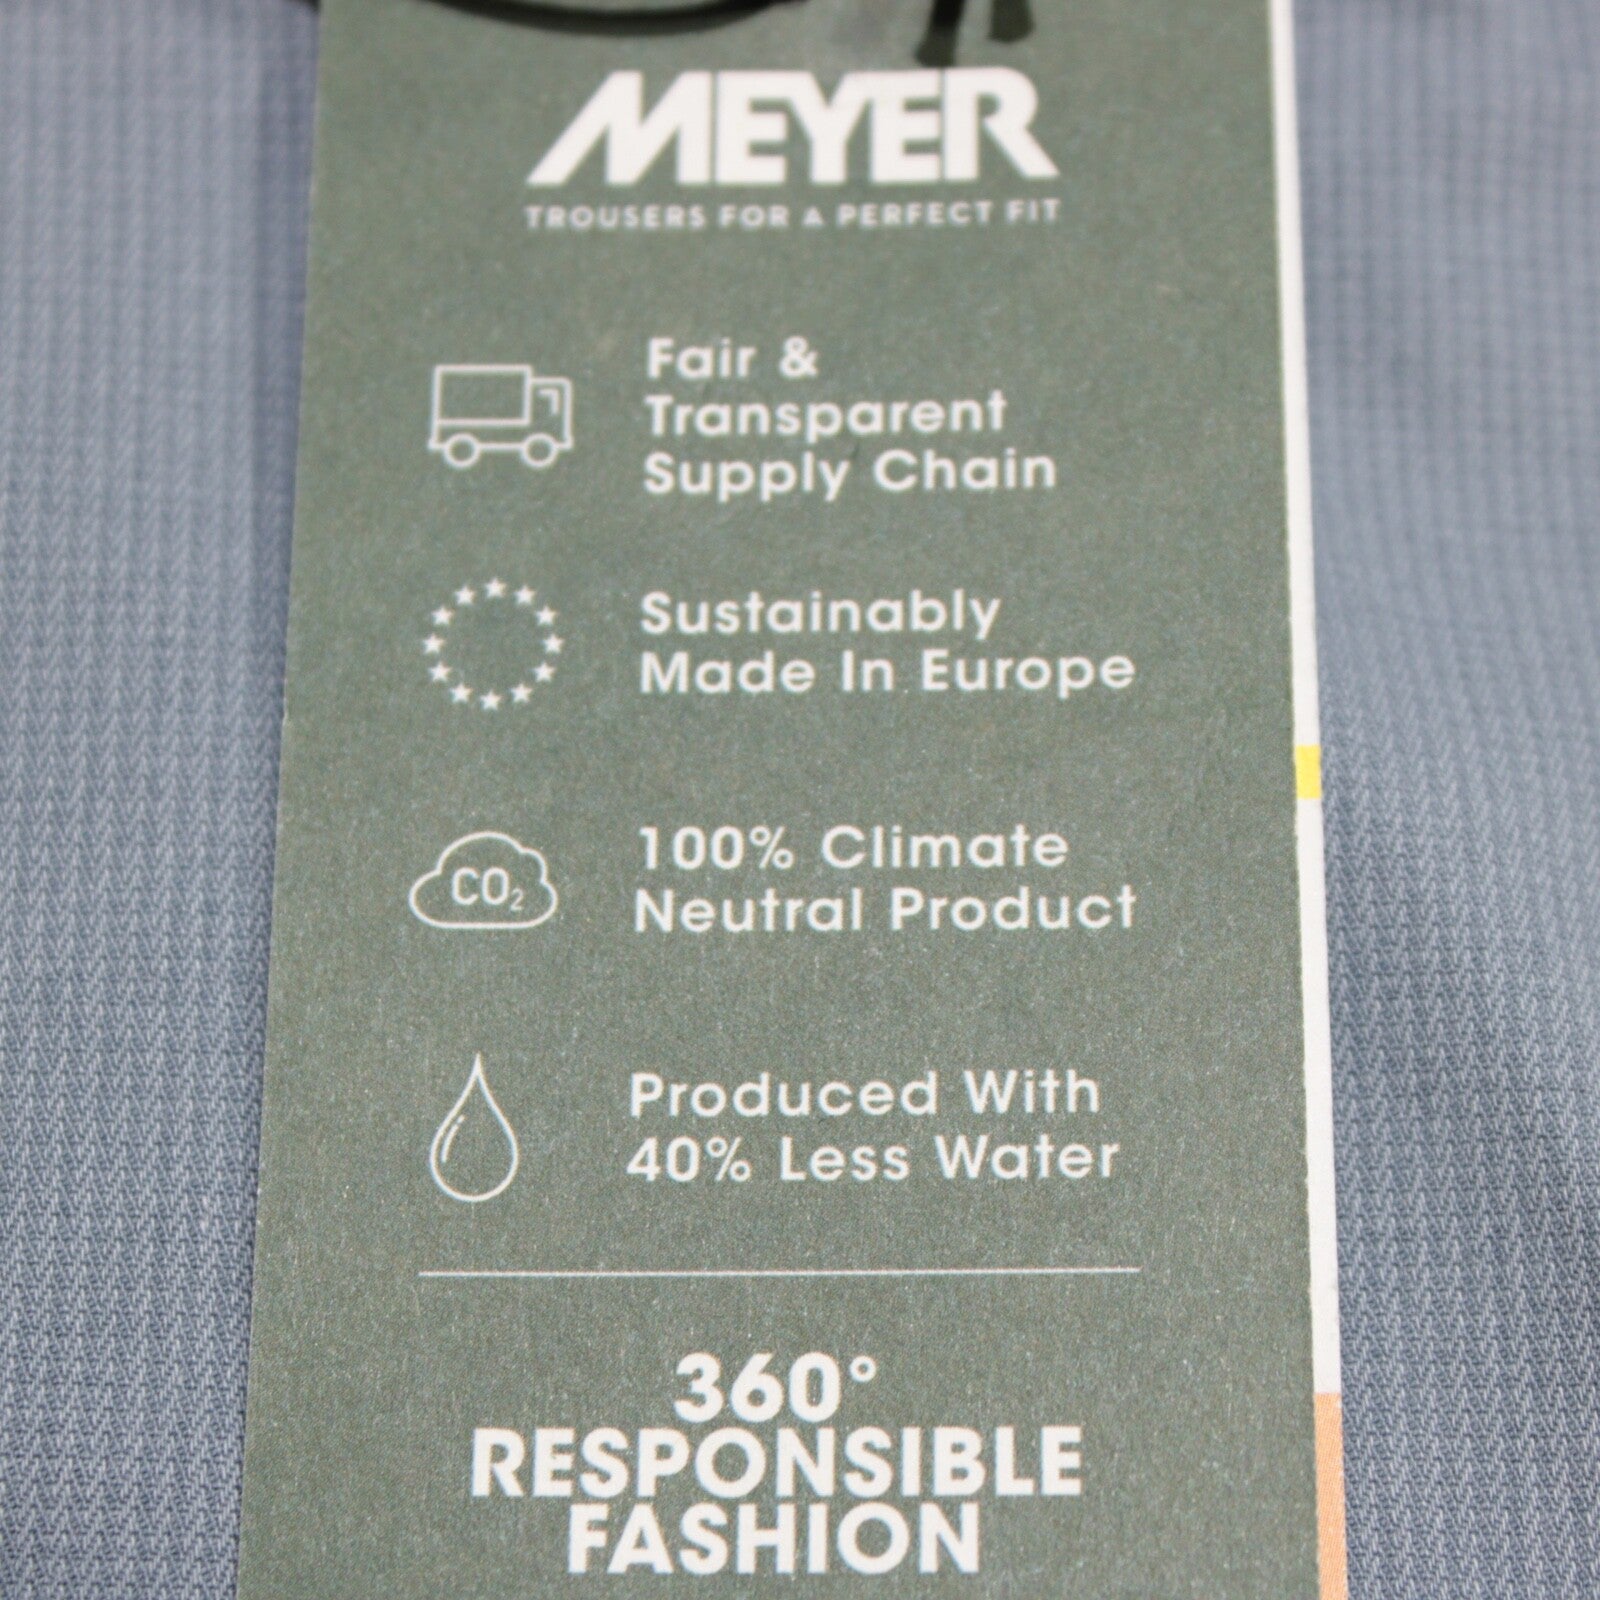 MEYER
TROUSERS FOR A PERFECT FIT
Fair &
Transparent
Supply Chain
Sustainably
Made In Europe
CO₂
100% Climate
Neutral Product
Produced With
40% Less Water
360°
RESPONSIBLE
FASHION